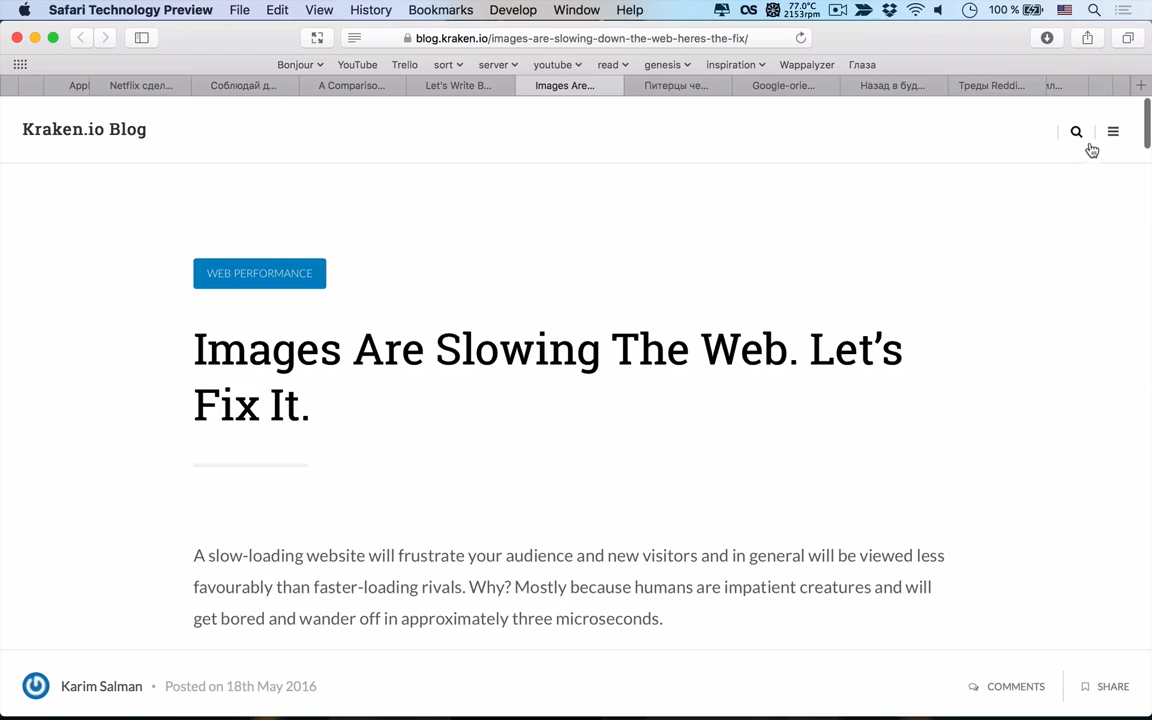 Safari Technology Preview File Edit View History Bookmarks Develop Window Help OS 77.0°C 2153rpm 100 %
blog.kraken.io/images-are-slowing-down-the-web-heres-the-fix/
Bonjour YouTube Trello sort server youtube read genesis inspiration Wappalyzer Глаза
Appl Netflix сдел... Соблюдай д... A Compariso... Let's Write B... Images Are... Питерцы че... Google-orie... Назад в буд... Треды Reddi... ил...
Kraken.io Blog
WEB PERFORMANCE
Images Are Slowing The Web. Let’s
Fix It.
A slow-loading website will frustrate your audience and new visitors and in general will be viewed less
favourably than faster-loading rivals. Why? Mostly because humans are impatient creatures and will
get bored and wander off in approximately three microseconds.
Karim Salman • Posted on 18th May 2016 COMMENTS SHARE